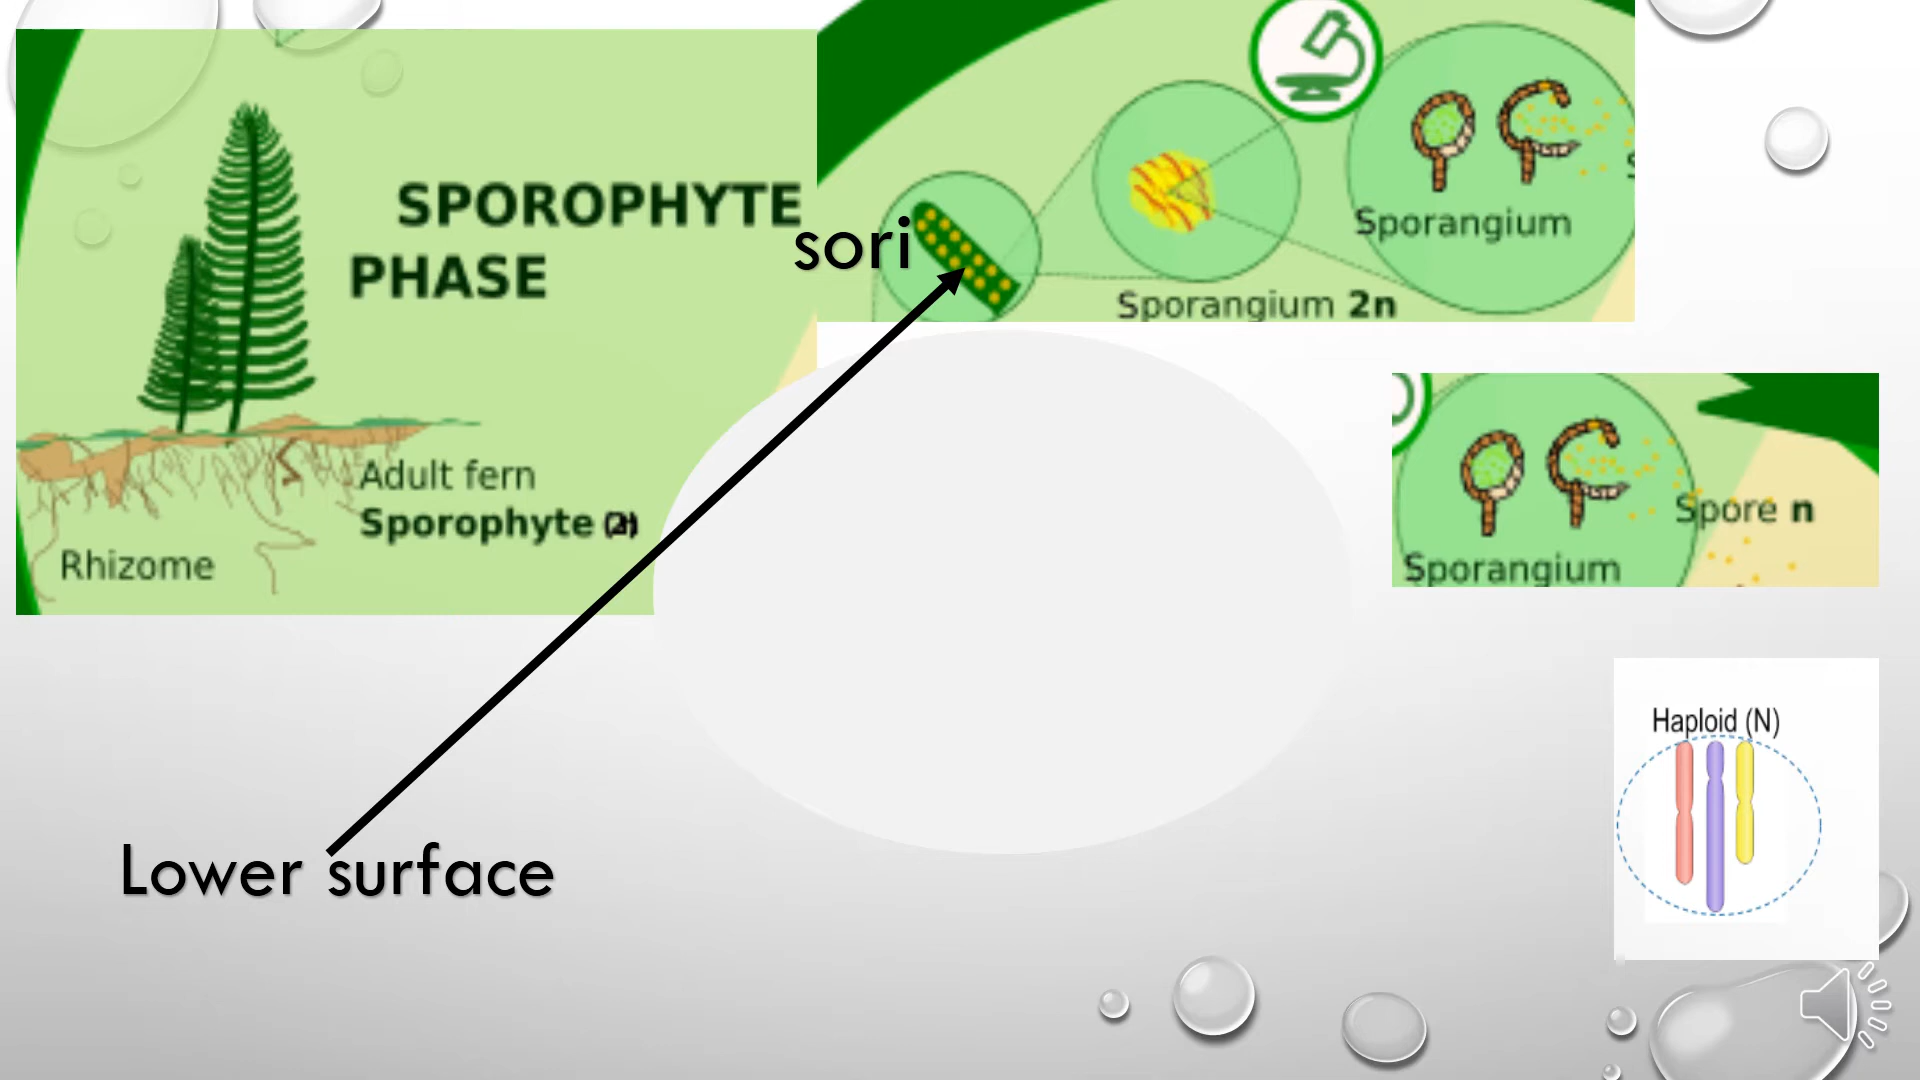 SPOROPHYTE
PHASE
sori
Sporangium
Sporangium 2n
Adult fern
Sporophyte
Rhizome
Spore n
Sporangium
Haploid (N)
Lower surface